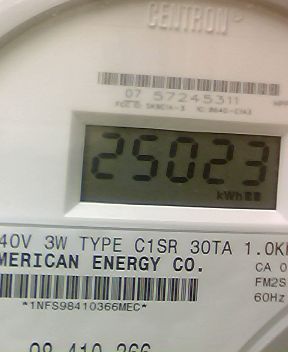 CENTRON®
07 57245311
25023
kWh
40V 3W TYPE C1SR 30TA 1.0K
MERICAN ENERGY CO.
CA 0
FM2S
60Hz
*1NFS98410366MEC*
98 410 366